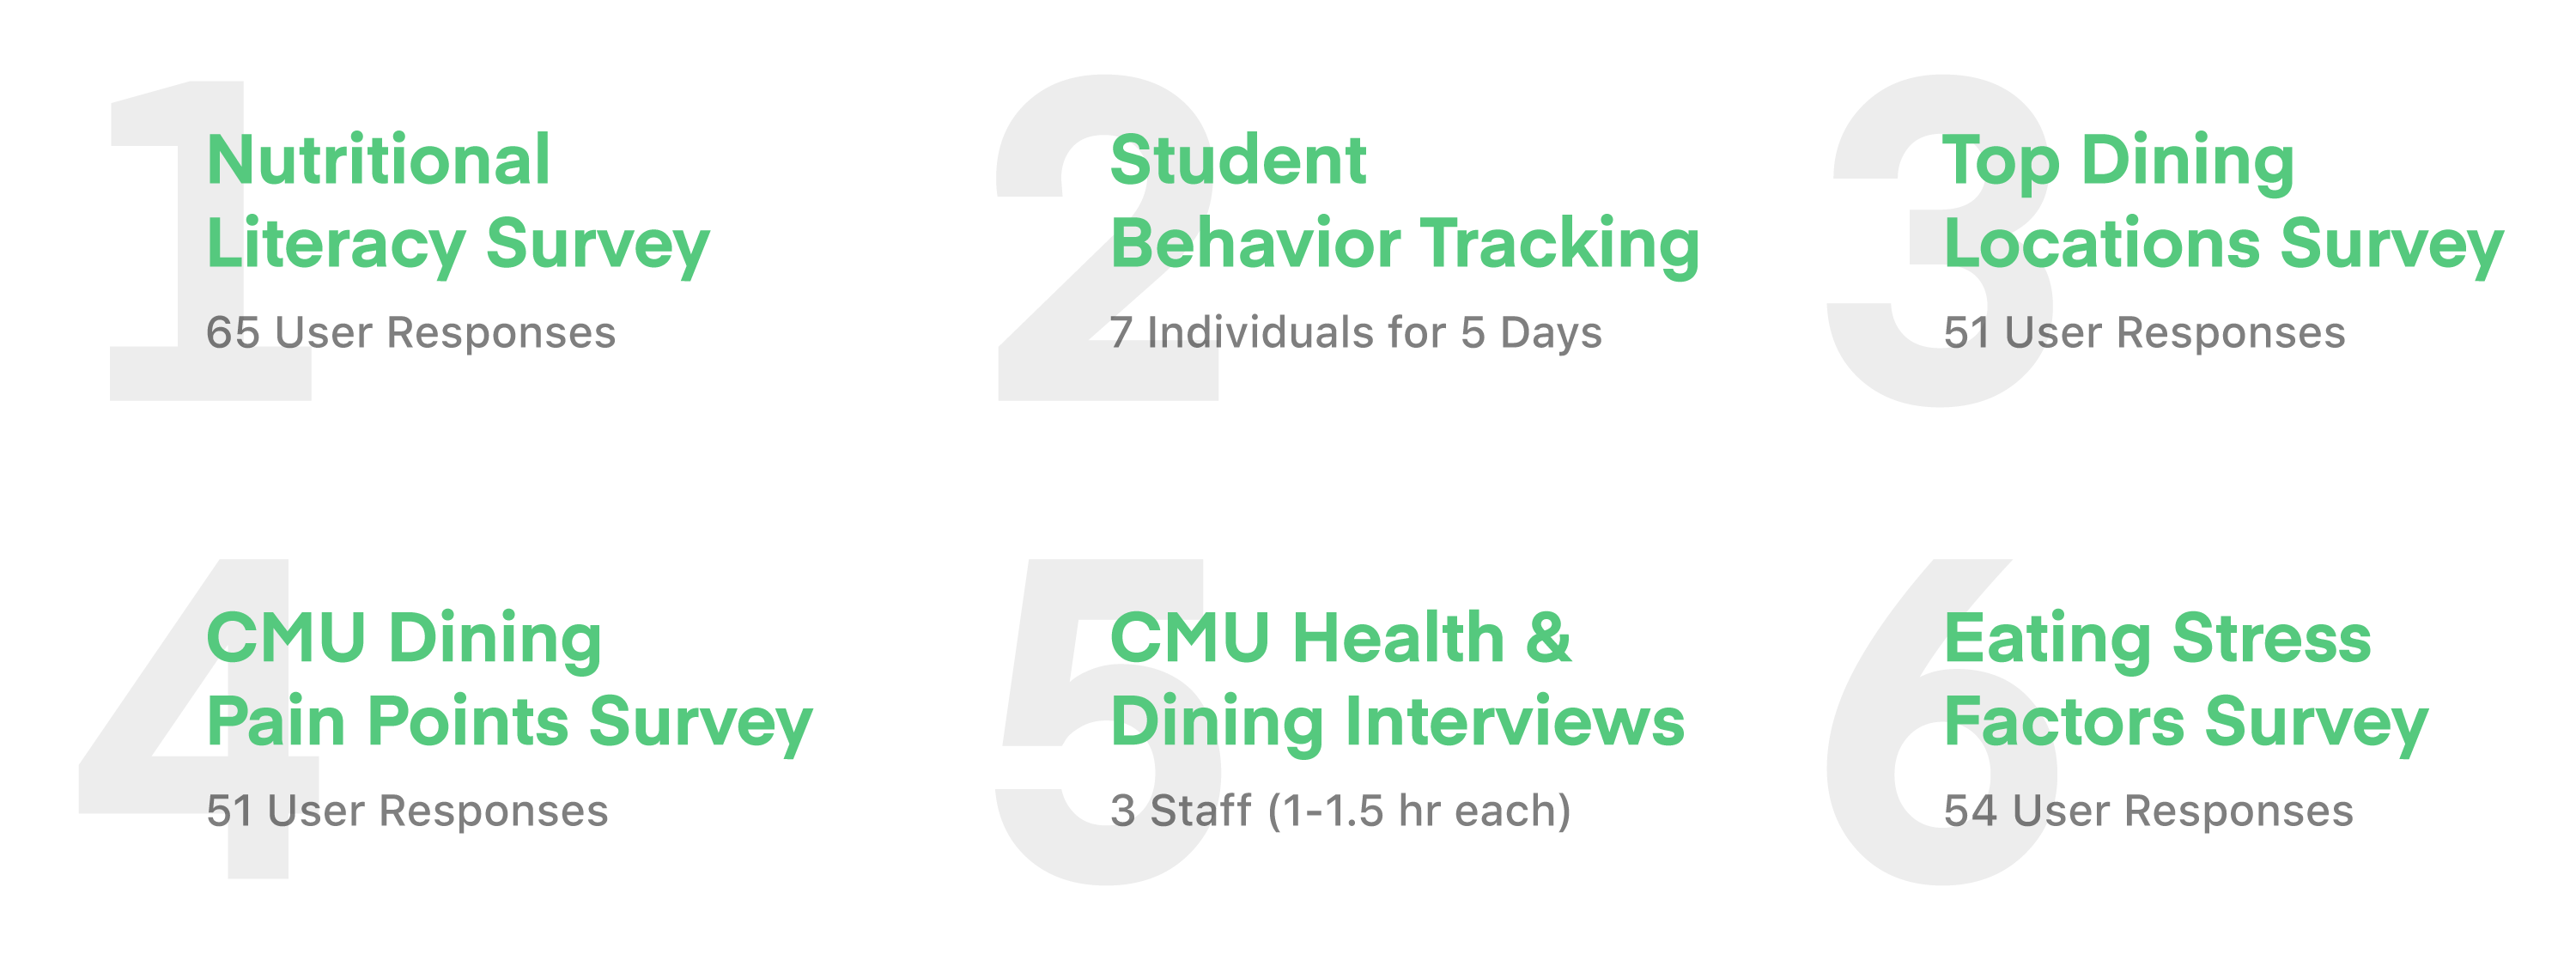 1
Nutritional
Literacy Survey
65 User Responses
2
Student
Behavior Tracking
7 Individuals for 5 Days
3
Top Dining
Locations Survey
51 User Responses
4
CMU Dining
Pain Points Survey
51 User Responses
5
CMU Health &
Dining Interviews
3 Staff (1-1.5 hr each)
6
Eating Stress
Factors Survey
54 User Responses